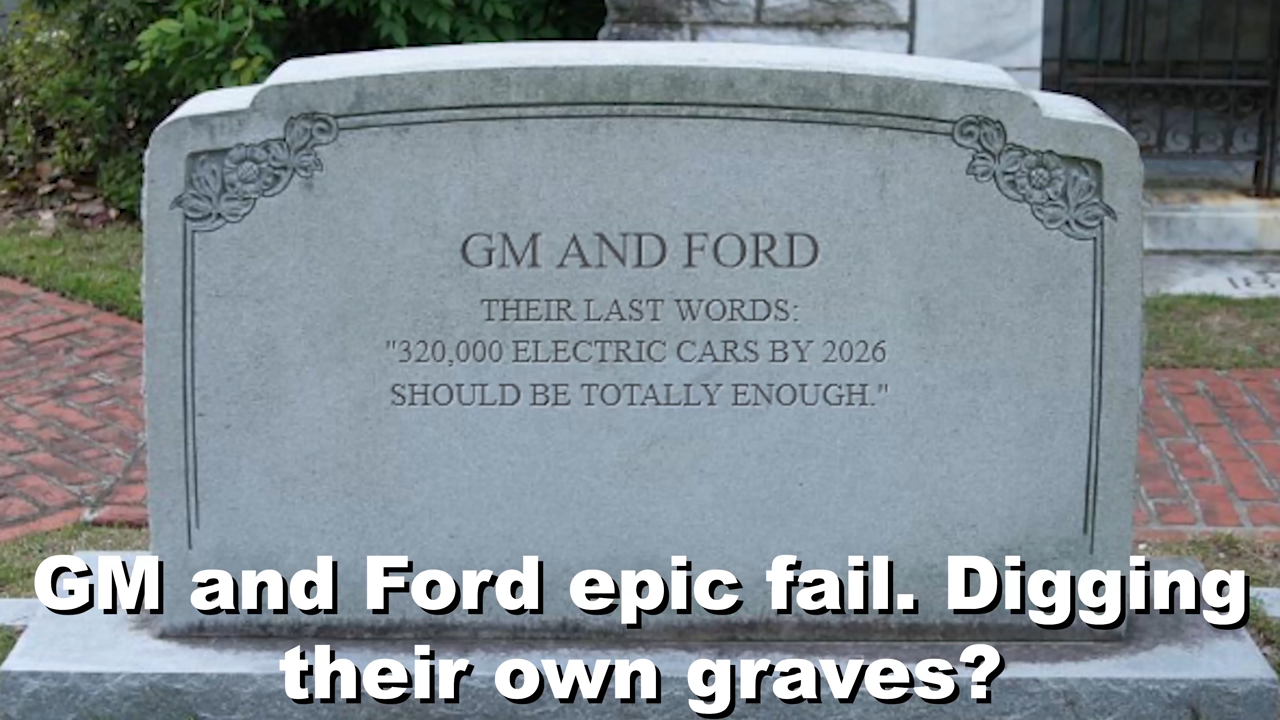 GM AND FORD
THEIR LAST WORDS:
"320,000 ELECTRIC CARS BY 2026
SHOULD BE TOTALLY ENOUGH."
GM and Ford epic fail. Digging
their own graves?